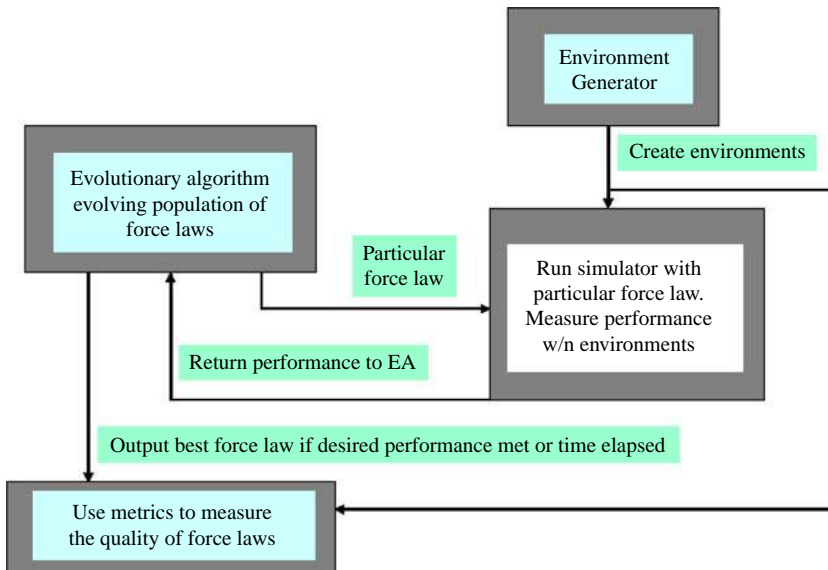 Environment
Generator
Create environments
Evolutionary algorithm
evolving population of
force laws
Particular
force law
Run simulator with
particular force law.
Measure performance
w/n environments
Return performance to EA
Output best force law if desired performance met or time elapsed
Use metrics to measure
the quality of force laws